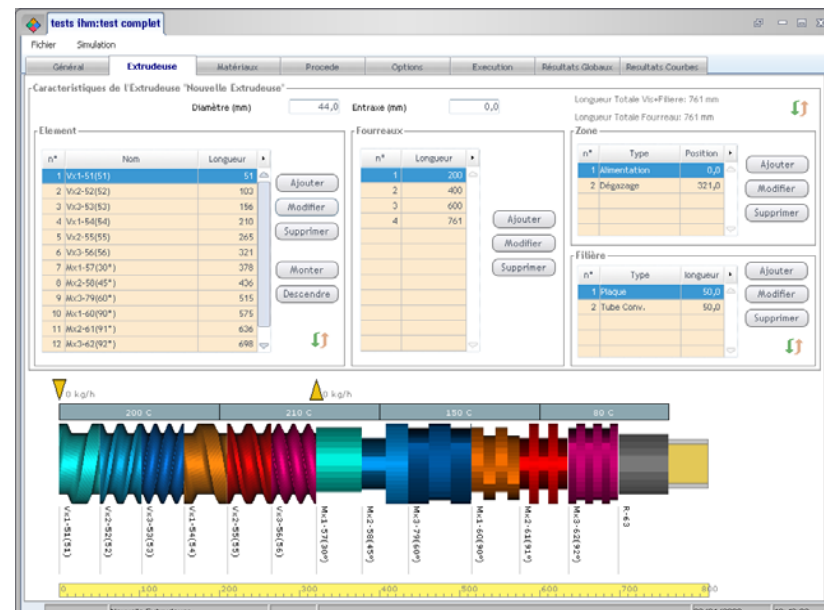 tests ihm:test complet
Fichier Simulation
Général Extrudeuse Matériaux Procede Options Execution Résultats Globaux Resultats Courbes
Caracteristiques de l'Extrudeuse "Nouvelle Extrudeuse"
Diamètre (mm) 44,0 Entraxe (mm) 0,0
Longueur Totale Vis+Filiere: 761 mm
Longueur Totale Fourreau: 761 mm
Element
n° Nom Longueur
1 Vx1-51(51) 51
2 Vx2-52(52) 103
3 Vx3-53(53) 156
4 Vx1-54(54) 210
5 Vx2-55(55) 265
6 Vx3-56(56) 321
7 Mx1-57(30°) 378
8 Mx2-58(45°) 436
9 Mx3-79(60°) 515
10 Mx1-60(90°) 575
11 Mx2-61(91°) 636
12 Mx3-62(92°) 698
Ajouter
Modifier
Supprimer
Monter
Descendre
Fourreaux
n° Longueur
1 200
2 400
3 600
4 761
Ajouter
Modifier
Supprimer
Zone
n° Type Position
1 Alimentation 0,0
2 Dégazage 321,0
Ajouter
Modifier
Supprimer
Filière
n° Type longueur
1 Plaque 50,0
2 Tube Conv. 50,0
Ajouter
Modifier
Supprimer
0 kg/h 0 kg/h
200 C 210 C 150 C 80 C
Vx1-51(51)
Vx2-52(52)
Vx3-53(53)
Vx1-54(54)
Vx2-55(55)
Vx3-56(56)
Mx1-57(30°)
Mx2-58(45°)
Mx3-79(60°)
Mx1-60(90°)
Mx2-61(91°)
Mx3-62(92°)
R-63
0 100 200 300 400 500 600 700 800